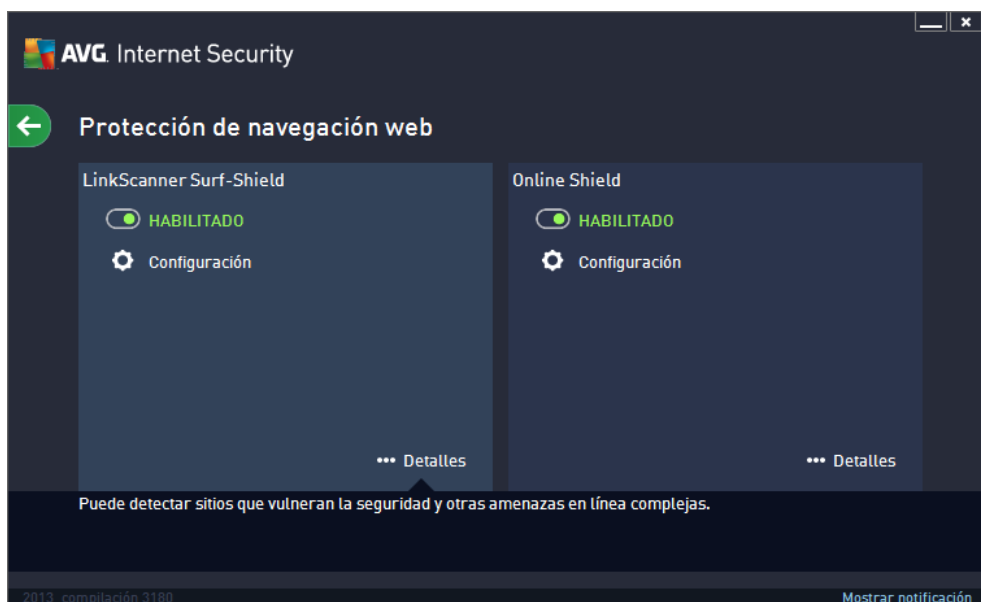 AVG. Internet Security
Protección de navegación web
LinkScanner Surf-Shield
HABILITADO
Configuración
••• Detalles
Online Shield
HABILITADO
Configuración
••• Detalles
Puede detectar sitios que vulneran la seguridad y otras amenazas en línea complejas.
2013 compilación 3180
Mostrar notificación